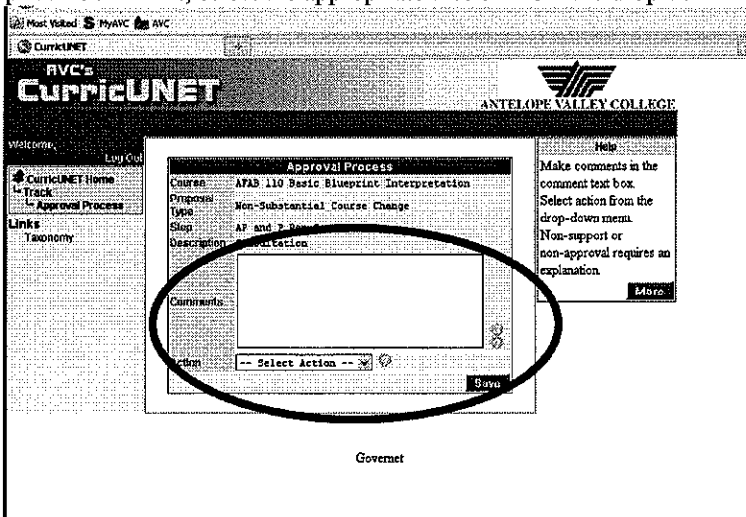 Most Visited MyAVC AVC
CurricUNET
AVC's
CurricUNET
ANTELOPE VALLEY COLLEGE
Welcome,
Log Out
CurricUNET Home
Track
Approval Process
Links
Taxonomy
Approval Process
Course AFAB 110 Basic Blueprint Interpretation
Proposal
Type Non-Substantial Course Change
Step AP and P
Description
Comments
Action -- Select Action --
Save
Help
Make comments in the
comment text box.
Select action from the
drop-down menu.
Non-support or
non-approval requires an
explanation.
More
Governet